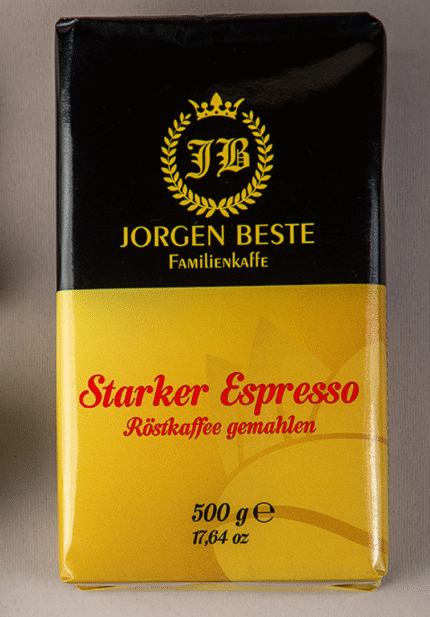 JB
JORGEN BESTE
FAMILIENKAFFE
Starker Espresso
Röstkaffee gemahlen
500 g ℮
17,64 oz